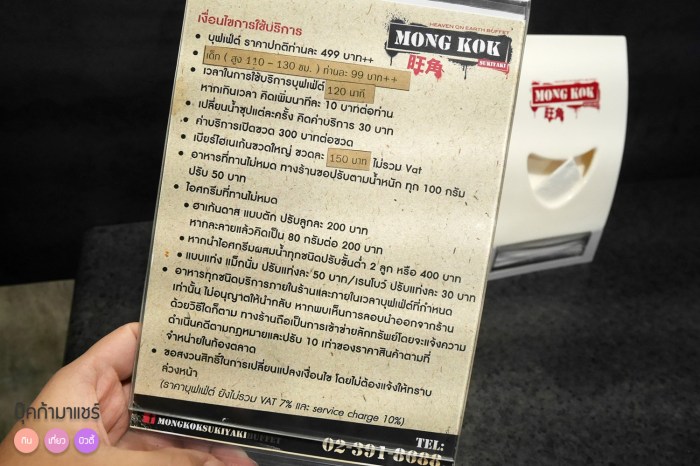 เงื่อนไขการใช้บริการ
HEAVEN ON EARTH BUFFET
MONG KOK
SUKIYAKI
旺角
• บุฟเฟ่ต์ ราคาปกติท่านละ 499 บาท++
• เด็ก ( สูง 110 – 130 ซม. ) ท่านละ 99 บาท++
• เวลาในการใช้บริการบุฟเฟ่ต์ 120 นาที
หากเกินเวลา คิดเพิ่มนาทีละ 10 บาทต่อท่าน
• เปลี่ยนน้ำซุปแต่ละครั้ง คิดค่าบริการ 30 บาท
• ค่าบริการเปิดขวด 300 บาทต่อขวด
• เบียร์ไฮเนเก้นขวดใหญ่ ขวดละ 150 บาท ไม่รวม Vat
• อาหารที่ทานไม่หมด ทางร้านขอปรับตามน้ำหนัก ทุก 100 กรัม
ปรับ 50 บาท
• ไอศกรีมที่ทานไม่หมด
• ฮาเก้นดาส แบบตัก ปรับลูกละ 200 บาท
หากละลายแล้วคิดเป็น 80 กรัมต่อ 200 บาท
• หากนำไอศกรีมผสมน้ำทุกชนิดปรับขั้นต่ำ 2 ลูก หรือ 400 บาท
• แบบแท่ง แม็กนั่ม ปรับแท่งละ 50 บาท/เรนโบว์ ปรับแท่งละ 30 บาท
• อาหารทุกชนิดบริการภายในร้านและภายในเวลาบุฟเฟ่ต์ที่กำหนด
เท่านั้น ไม่อนุญาตให้นำกลับ หากพบเห็นการลอบนำออกจากร้าน
ด้วยวิธีใดก็ตาม ทางร้านถือเป็นการเข้าข่ายลักทรัพย์โดยจะแจ้งความ
ดำเนินคดีตามกฎหมายและปรับ 10 เท่าของราคาสินค้าตามที่
จำหน่ายในท้องตลาด
• ขอสงวนสิทธิ์ในการเปลี่ยนแปลงเงื่อนไข โดยไม่ต้องแจ้งให้ทราบ
ล่วงหน้า
(ราคาบุฟเฟ่ต์ ยังไม่รวม VAT 7% และ service charge 10%)
MONGKOKSUKIYAKIBUFFET
TEL:
02-391-8688
MONG KOK
旺角
ปุ๊คก้ามาแชร์
กิน เที่ยว บิวตี้